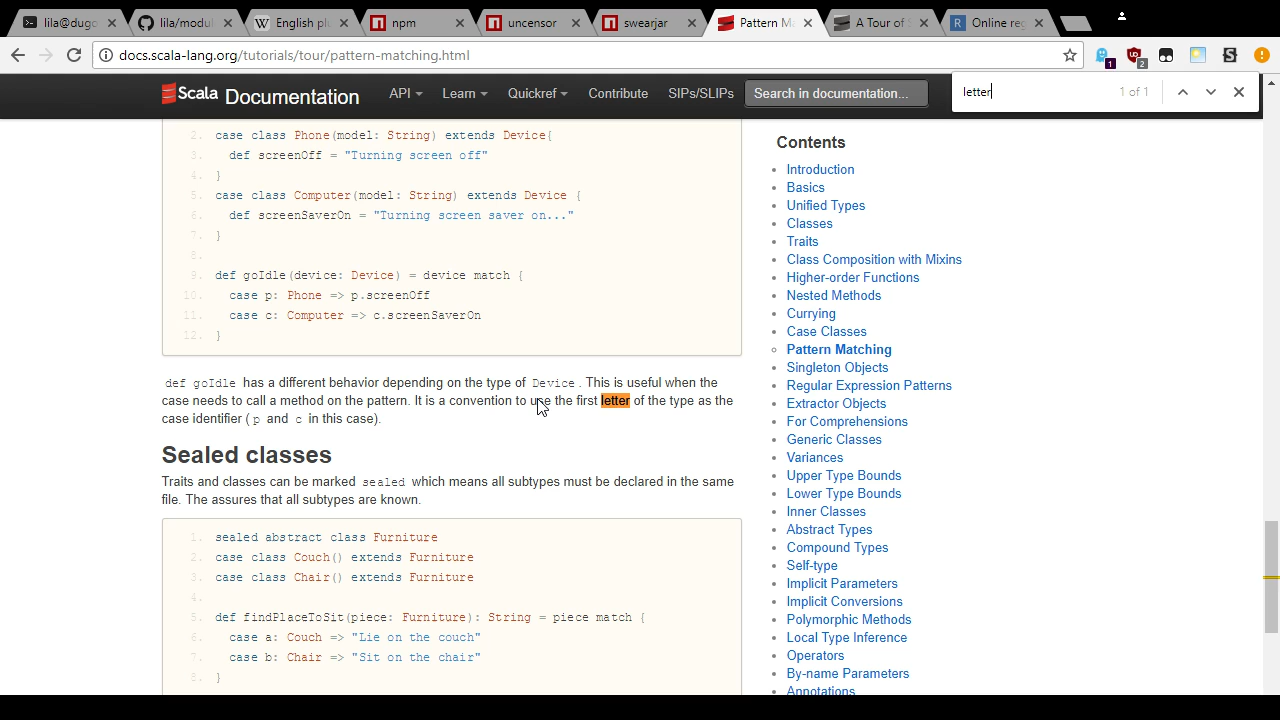 lila@dugo
lila/modul
English plu
npm
uncensor
swearjar
Pattern Ma
A Tour of S
Online reg
docs.scala-lang.org/tutorials/tour/pattern-matching.html
1
2
Scala Documentation
API
Learn
Quickref
Contribute
SIPs/SLIPs
Search in documentation...
letter
1 of 1
2. case class Phone(model: String) extends Device{
3. def screenOff = "Turning screen off"
4. }
5. case class Computer(model: String) extends Device {
6. def screenSaverOn = "Turning screen saver on..."
7. }
8.
9. def goIdle(device: Device) = device match {
10. case p: Phone => p.screenOff
11. case c: Computer => c.screenSaverOn
12. }
def goIdle has a different behavior depending on the type of Device. This is useful when the
case needs to call a method on the pattern. It is a convention to use the first letter of the type as the
case identifier (p and c in this case).
Sealed classes
Traits and classes can be marked sealed which means all subtypes must be declared in the same
file. The assures that all subtypes are known.
1. sealed abstract class Furniture
2. case class Couch() extends Furniture
3. case class Chair() extends Furniture
4.
5. def findPlaceToSit(piece: Furniture): String = piece match {
6. case a: Couch => "Lie on the couch"
7. case b: Chair => "Sit on the chair"
8. }
Contents
Introduction
Basics
Unified Types
Classes
Traits
Class Composition with Mixins
Higher-order Functions
Nested Methods
Currying
Case Classes
Pattern Matching
Singleton Objects
Regular Expression Patterns
Extractor Objects
For Comprehensions
Generic Classes
Variances
Upper Type Bounds
Lower Type Bounds
Inner Classes
Abstract Types
Compound Types
Self-type
Implicit Parameters
Implicit Conversions
Polymorphic Methods
Local Type Inference
Operators
By-name Parameters
Annotations